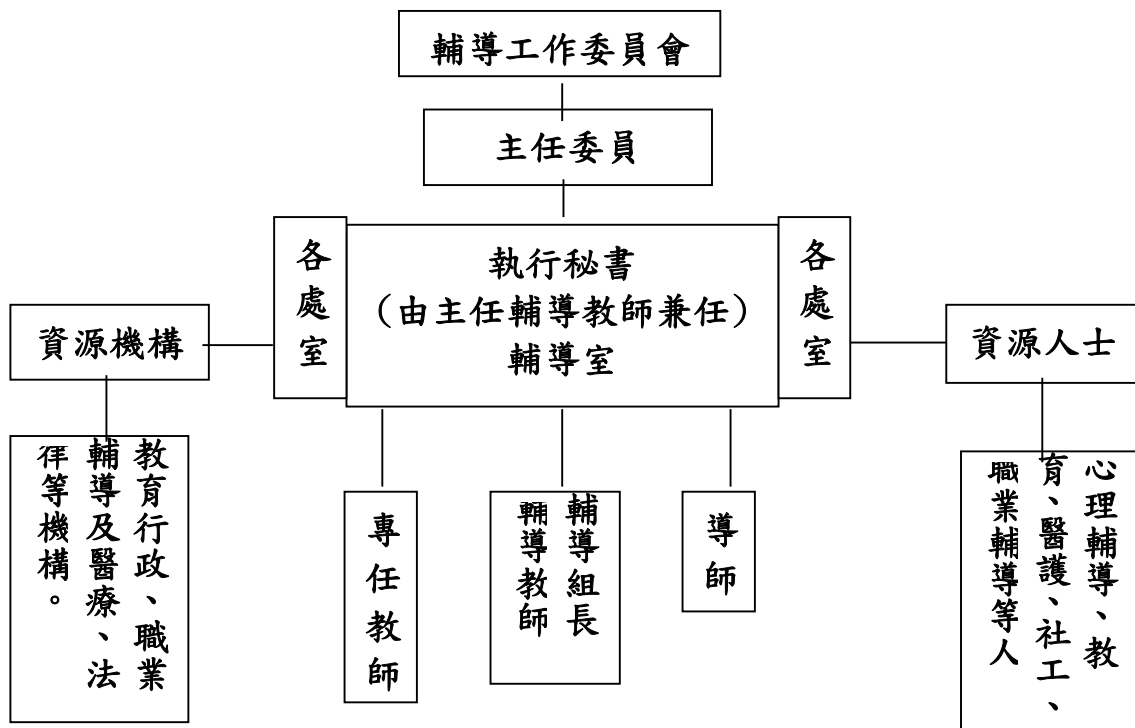 輔導工作委員會
主任委員
各處室
執行秘書
（由主任輔導教師兼任）
輔導室
各處室
資源機構
資源人士
教育行政、職業
輔導及醫療、法
律等機構。
專任教師
輔導組長
輔導教師
導師
心理輔導、教
育、醫護、社工、
職業輔導等人